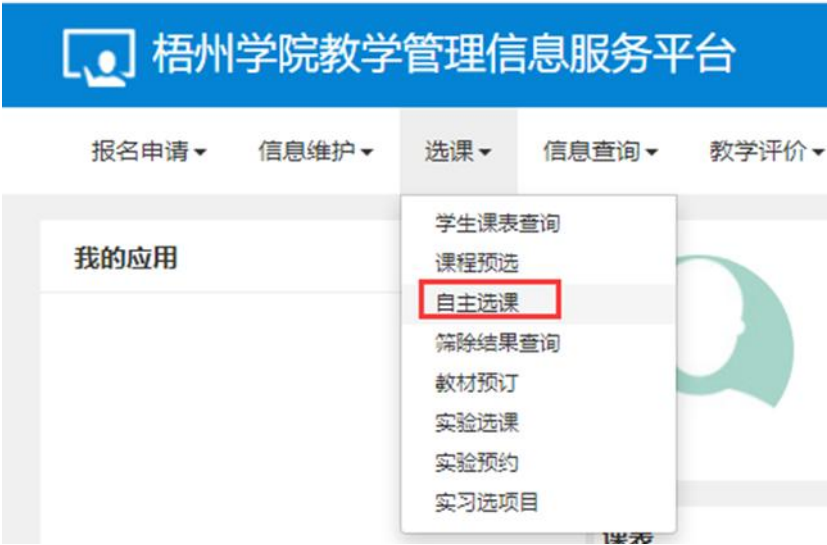 梧州学院教学管理信息服务平台
报名申请 信息维护 选课 信息查询 教学评价
我的应用
学生课表查询
课程预选
自主选课
筛除结果查询
教材预订
实验选课
实验预约
实习选项目
课表